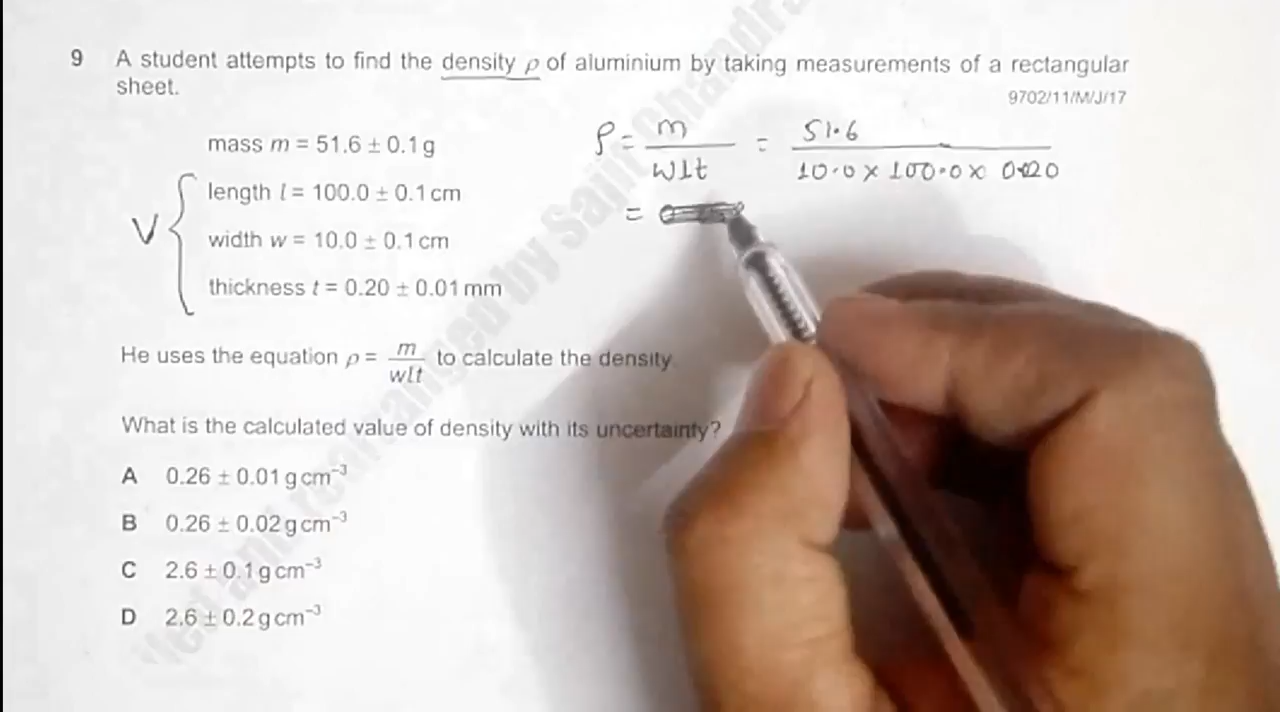 9 A student attempts to find the density ρ of aluminium by taking measurements of a rectangular
sheet.
9702/11/M/J/17
mass m = 51.6 ± 0.1 g
length l = 100.0 ± 0.1 cm
width w = 10.0 ± 0.1 cm
thickness t = 0.20 ± 0.01 mm
V {
ρ = m/wlt = 51.6/10.0 × 100.0 × 0.020
=
He uses the equation ρ = m/wlt to calculate the density.
What is the calculated value of density with its uncertainty?
A 0.26 ± 0.01 g cm⁻³
B 0.26 ± 0.02 g cm⁻³
C 2.6 ± 0.1 g cm⁻³
D 2.6 ± 0.2 g cm⁻³